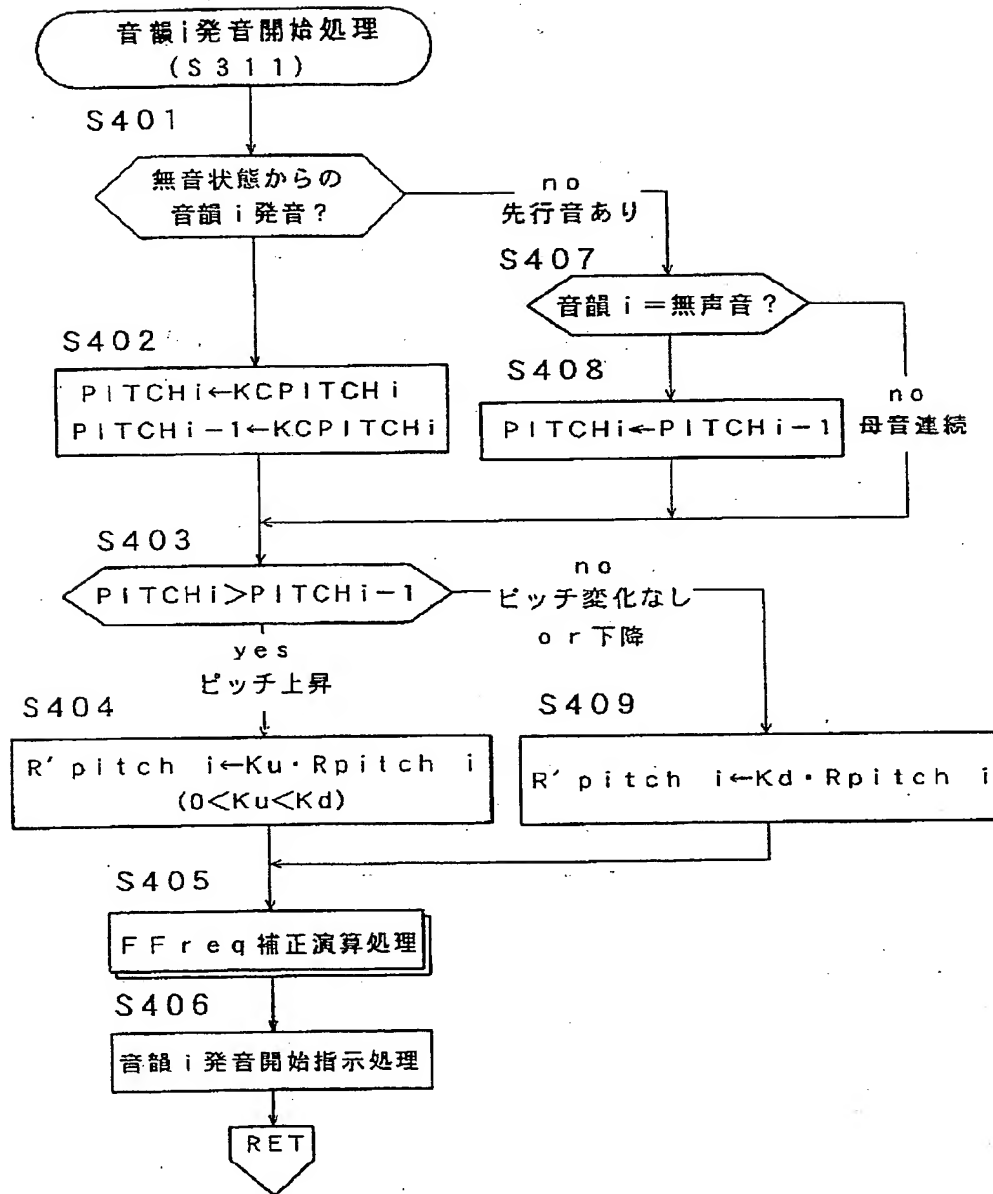 音韻i発音開始処理
(S311)
S401
無音状態からの
音韻i発音?
no
先行音あり
S407
音韻i=無声音?
S402
PITCHi←KCPITCHi
PITCHi-1←KCPITCHi
S408
PITCHi←PITCHi-1
no
母音連続
S403
PITCHi>PITCHi-1
no
ピッチ変化なし
or下降
yes
ピッチ上昇
S404
R'pitch i←Ku・Rpitch i
(0<Ku<Kd)
S409
R'pitch i←Kd・Rpitch i
S405
FFreq補正演算処理
S406
音韻i発音開始指示処理
RET